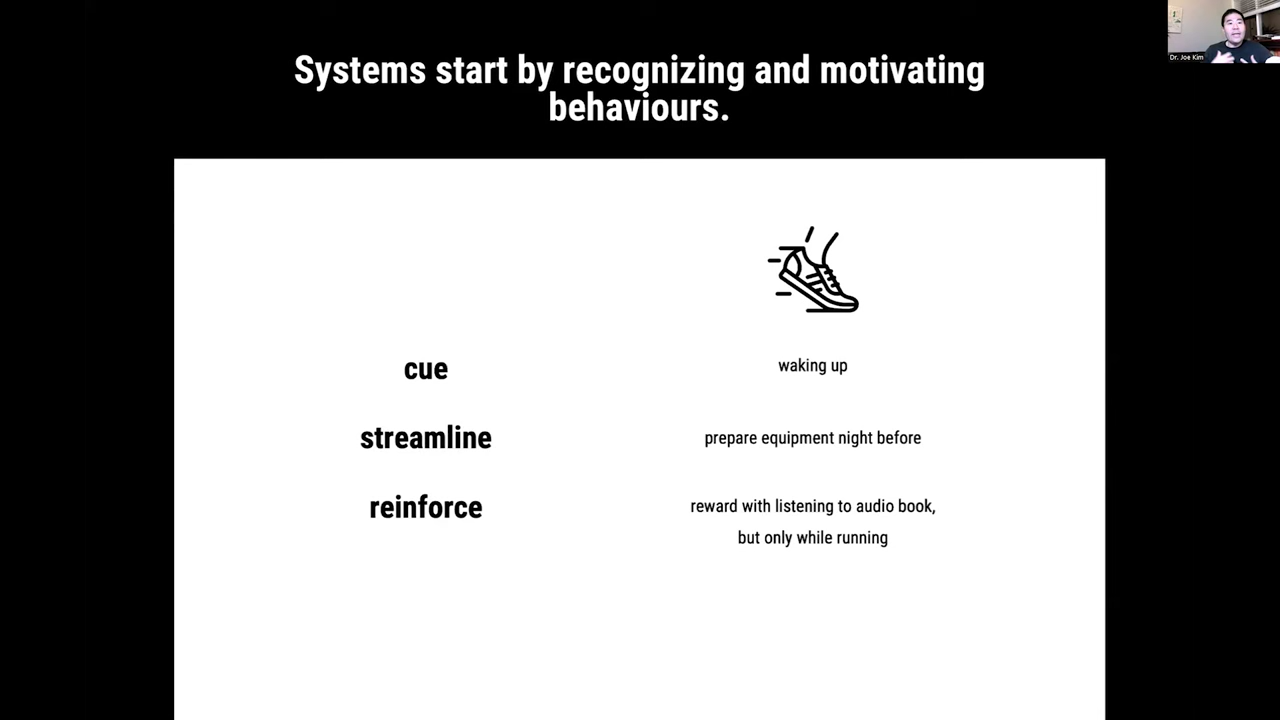 Systems start by recognizing and motivating
behaviours.
Dr. Joe Kim
cue
waking up
streamline
prepare equipment night before
reinforce
reward with listening to audio book,
but only while running